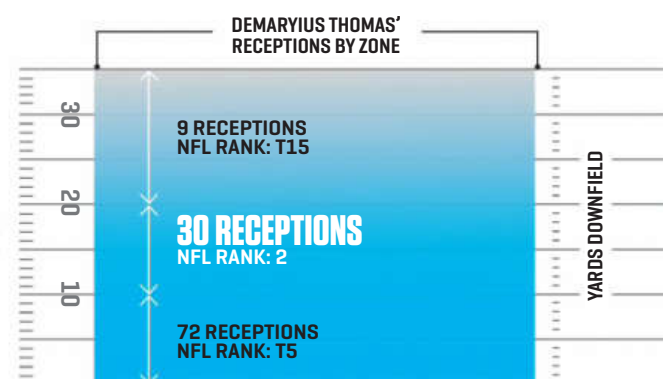 DEMARYIUS THOMAS’
RECEPTIONS BY ZONE
30
9 RECEPTIONS
NFL RANK: T15
20
30 RECEPTIONS
NFL RANK: 2
YARDS DOWNFIELD
10
72 RECEPTIONS
NFL RANK: T5